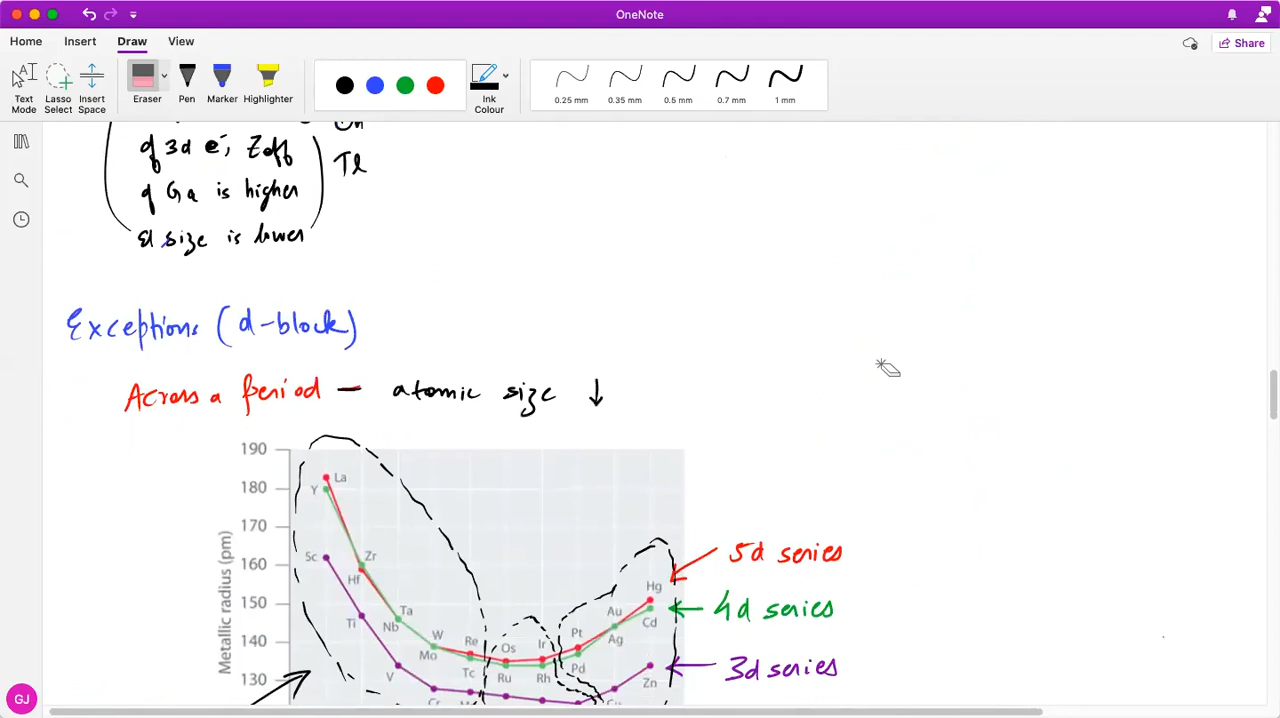 OneNote
Home Insert Draw View
Share
Text Mode
Lasso Select
Insert Space
Eraser
Pen
Marker
Highlighter
Ink Colour
0.25 mm 0.35 mm 0.5 mm 0.7 mm 1 mm
of 3d e⁻, Zeff
of Ga is higher
Tl
size is lower
Exceptions (d-block)
Across a period – atomic size ↓
190
180
170
160
150
140
130
Metallic radius (pm)
La
Y
Sc
Zr
Hf
Ti
Ta
Nb
V
W
Mo
Cr
Re
Tc
Os
Ru
Ir
Rh
Pt
Pd
Au
Ag
Hg
Cd
Zn
5d series
4d series
3d series
GJ